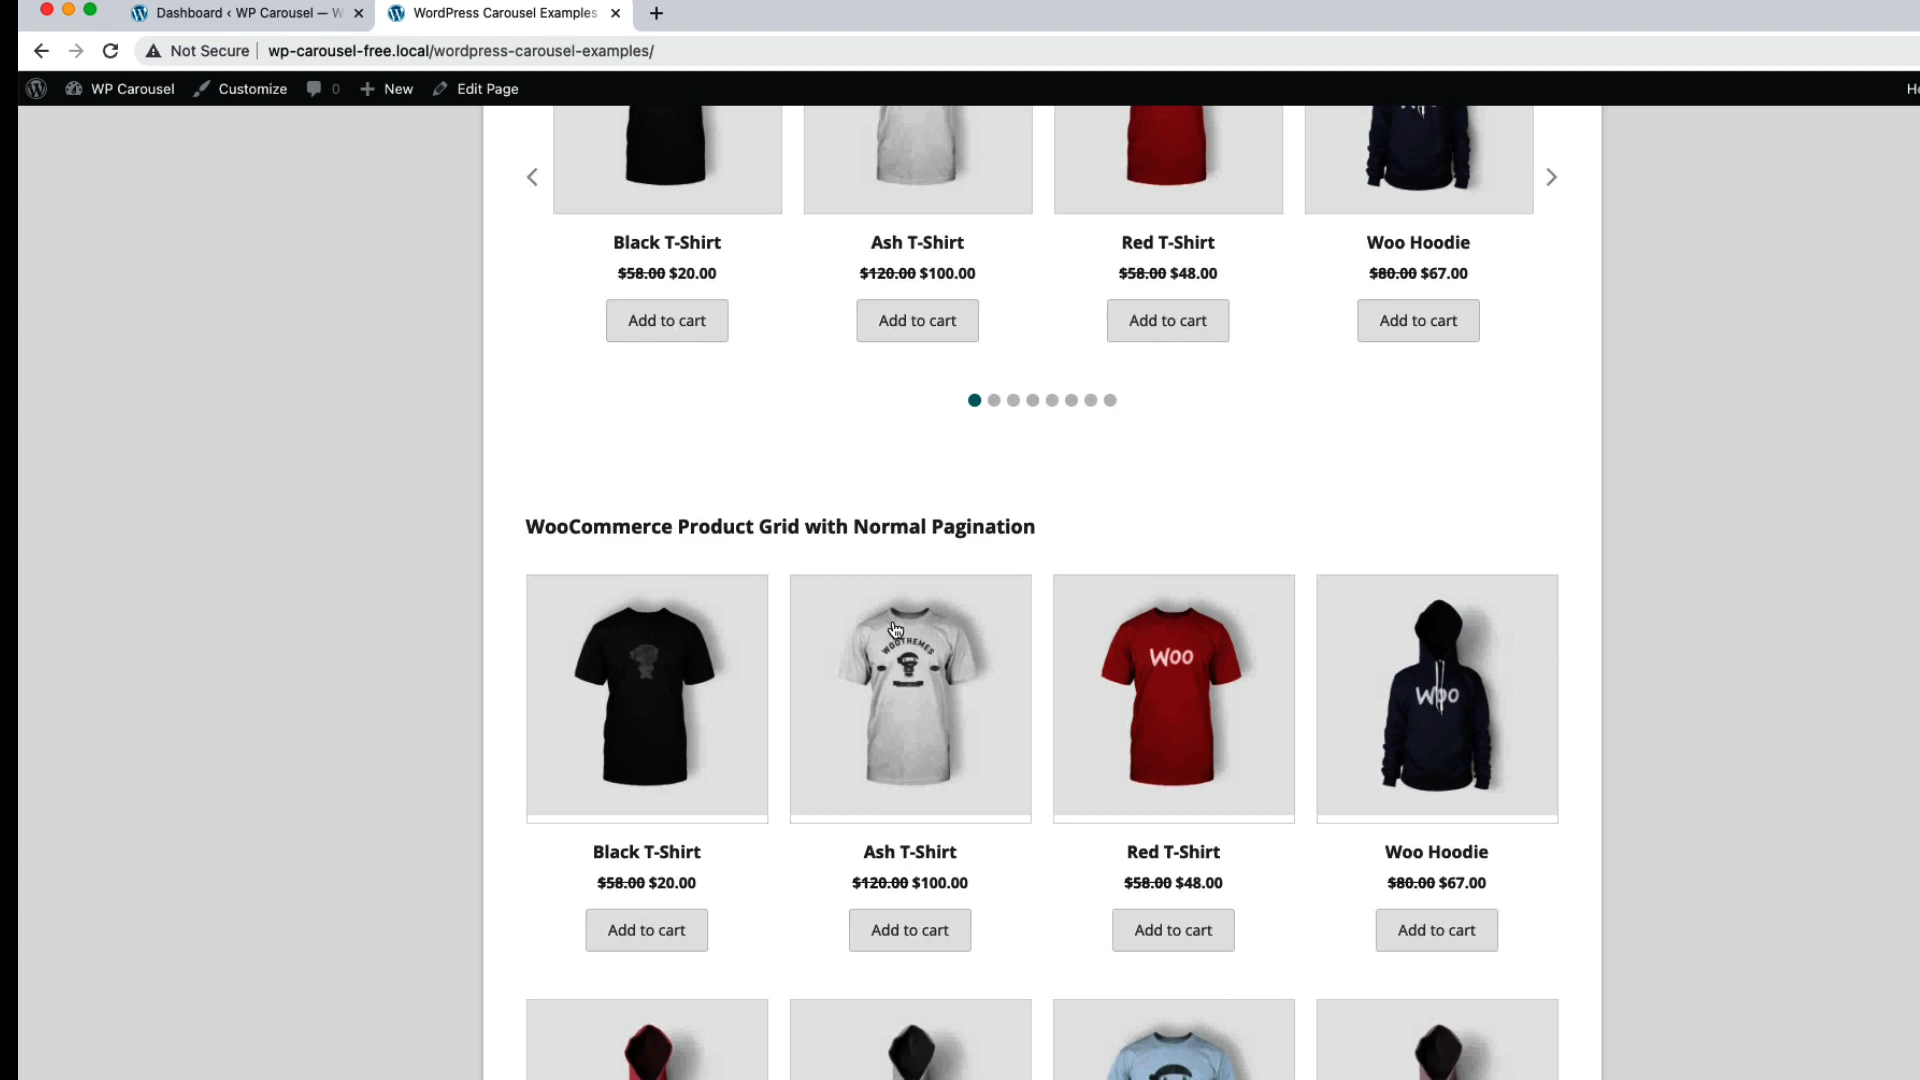 Dashboard ‹ WP Carousel — W
WordPress Carousel Examples
Not Secure | wp-carousel-free.local/wordpress-carousel-examples/
WP Carousel Customize 0 New Edit Page
Black T-Shirt Ash T-Shirt Red T-Shirt Woo Hoodie
$58.00 $20.00 $120.00 $100.00 $58.00 $48.00 $80.00 $67.00
Add to cart Add to cart Add to cart Add to cart
WooCommerce Product Grid with Normal Pagination
WOOTHEMES WOO WOO
Black T-Shirt Ash T-Shirt Red T-Shirt Woo Hoodie
$58.00 $20.00 $120.00 $100.00 $58.00 $48.00 $80.00 $67.00
Add to cart Add to cart Add to cart Add to cart